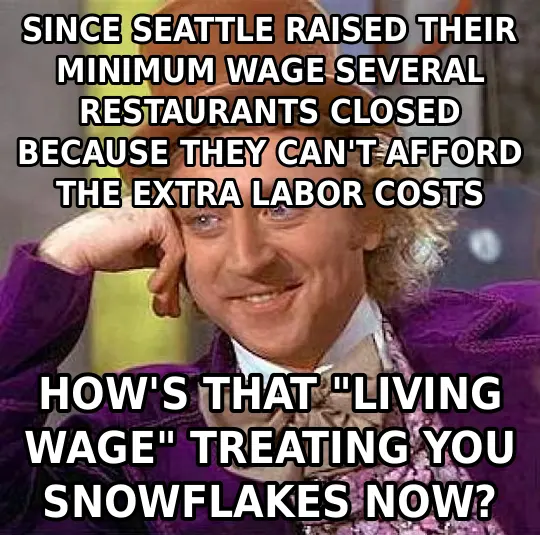 SINCE SEATTLE RAISED THEIR
MINIMUM WAGE SEVERAL
RESTAURANTS CLOSED
BECAUSE THEY CAN'T AFFORD
THE EXTRA LABOR COSTS
HOW'S THAT "LIVING
WAGE" TREATING YOU
SNOWFLAKES NOW?